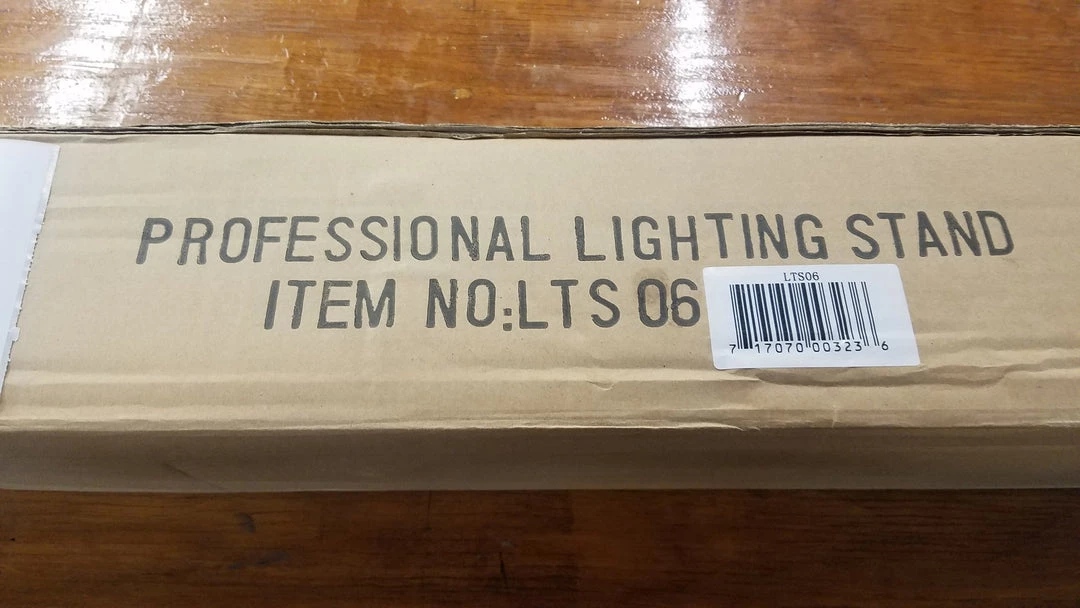 PROFESSIONAL LIGHTING STAND
ITEM NO:LTS 06
LTS06
7 17070 00323 6